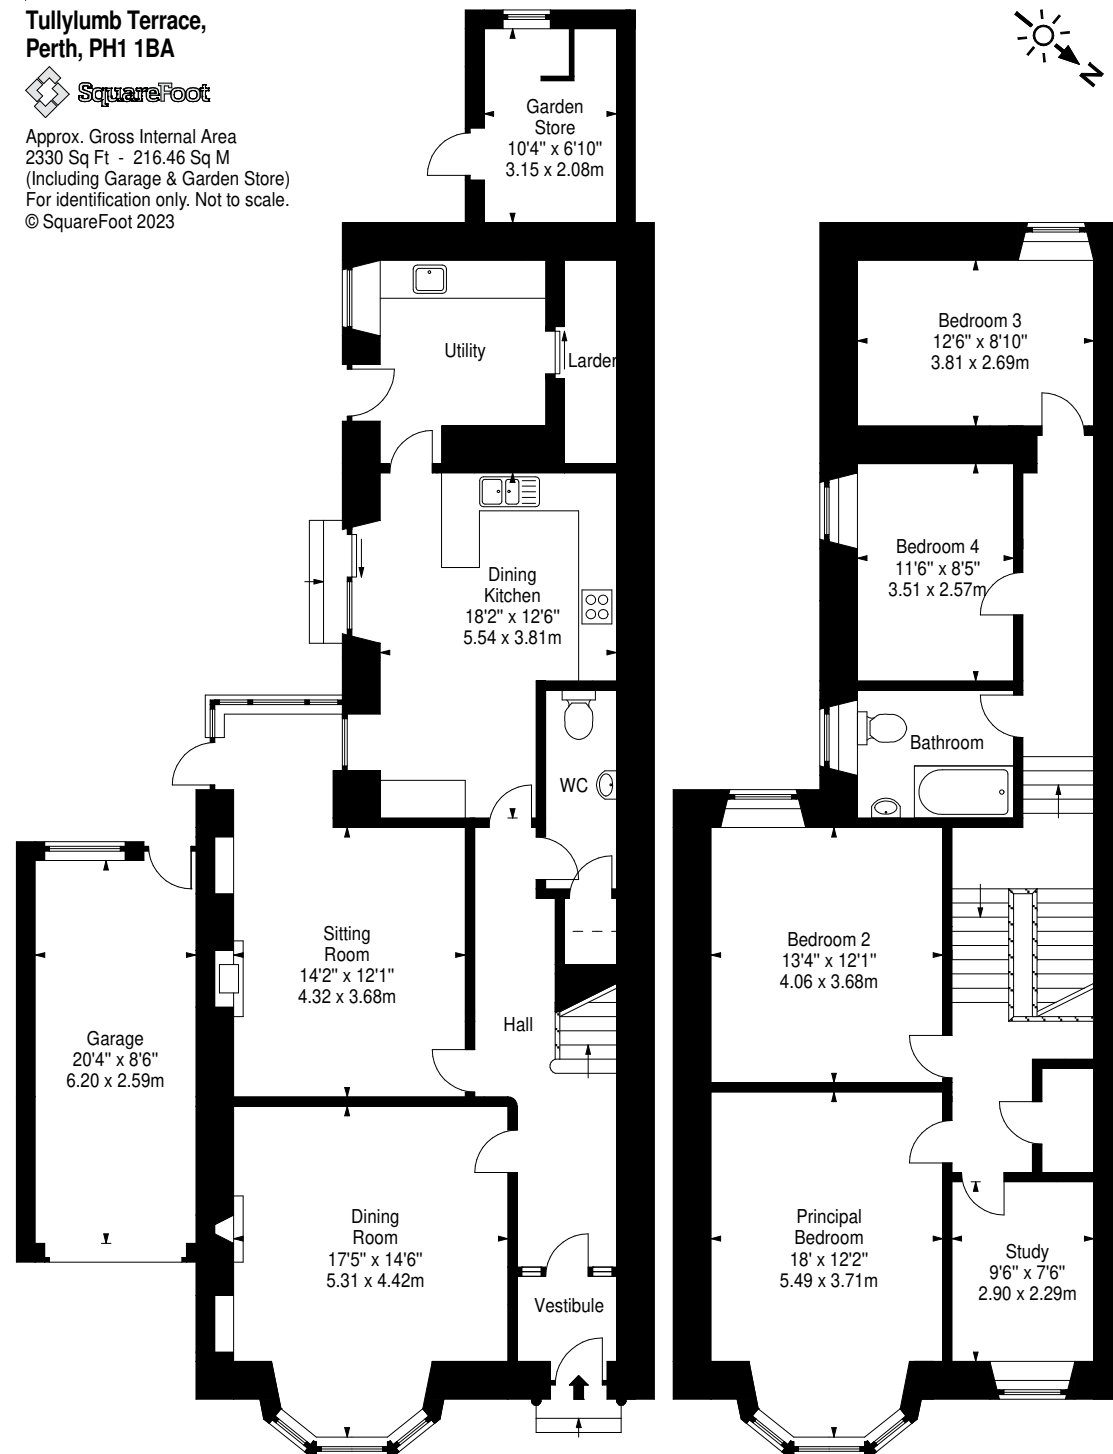 Tullylumb Terrace,
Perth, PH1 1BA
SquareFoot
Approx. Gross Internal Area
2330 Sq Ft - 216.46 Sq M
(Including Garage & Garden Store)
For identification only. Not to scale.
© SquareFoot 2023
N
Garden
Store
10'4" x 6'10"
3.15 x 2.08m
Utility
Larder
Dining
Kitchen
18'2" x 12'6"
5.54 x 3.81m
WC
Sitting
Room
14'2" x 12'1"
4.32 x 3.68m
Hall
Garage
20'4" x 8'6"
6.20 x 2.59m
Dining
Room
17'5" x 14'6"
5.31 x 4.42m
Vestibule
Bedroom 3
12'6" x 8'10"
3.81 x 2.69m
Bedroom 4
11'6" x 8'5"
3.51 x 2.57m
Bathroom
Bedroom 2
13'4" x 12'1"
4.06 x 3.68m
Principal
Bedroom
18' x 12'2"
5.49 x 3.71m
Study
9'6" x 7'6"
2.90 x 2.29m